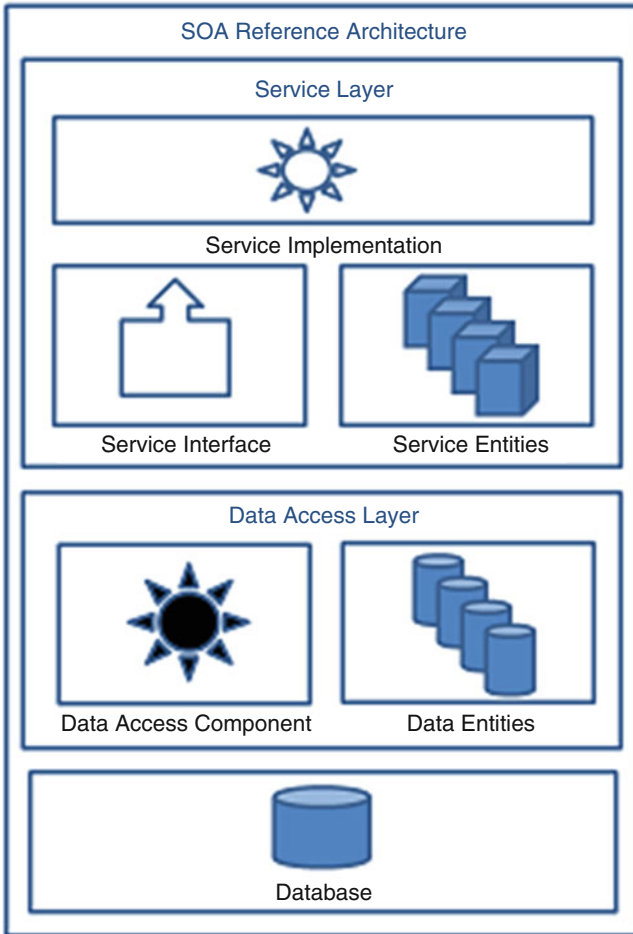 SOA Reference Architecture
Service Layer
Service Implementation
Service Interface
Service Entities
Data Access Layer
Data Access Component
Data Entities
Database